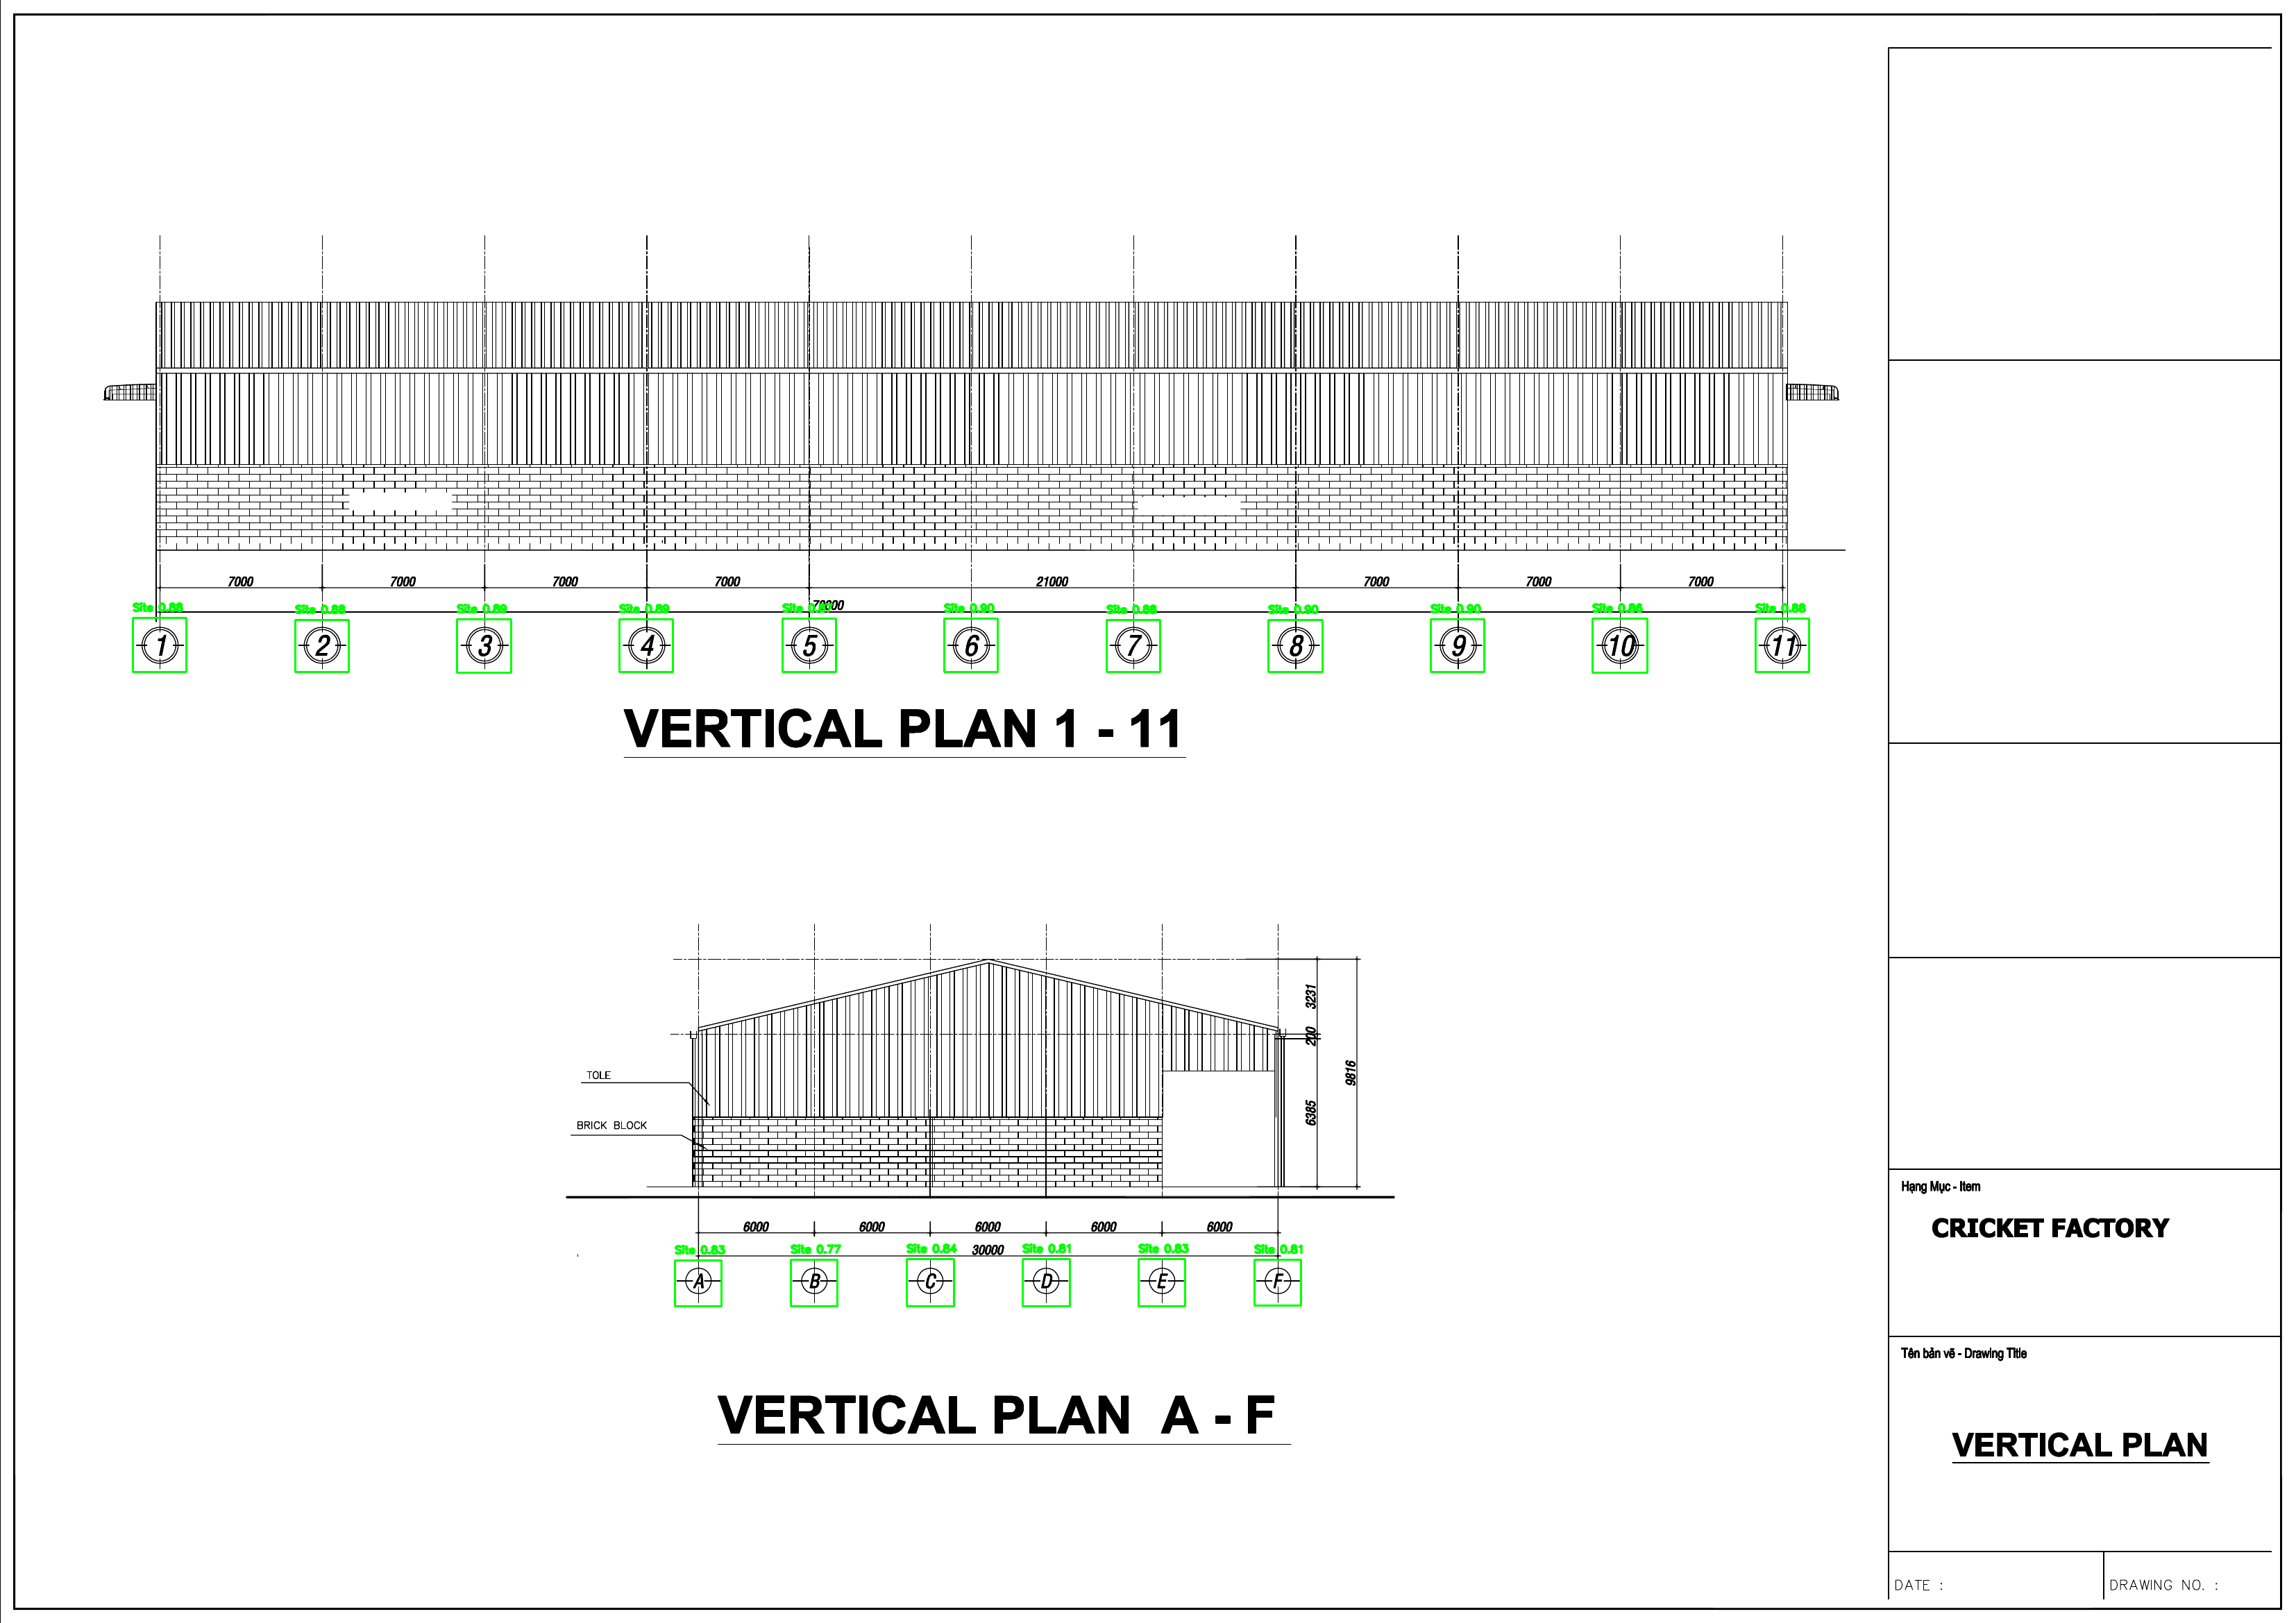 7000 7000 7000 7000 21000 7000 7000 7000
Site 0.88 Site 0.88 Site 0.89 Site 0.89 Site 0.90 Site 0.88 Site 0.90 Site 0.90 Site 0.86 Site 0.88
1 2 3 4 5 6 7 8 9 10 11
VERTICAL PLAN 1 - 11
3231
200
9816
6385
TOLE
BRICK BLOCK
6000 6000 6000 6000 6000
Site 0.83 Site 0.77 Site 0.84 30000 Site 0.81 Site 0.83 Site 0.81
A B C D E F
VERTICAL PLAN A - F
Hạng Mục - Item
CRICKET FACTORY
Tên bản vẽ - Drawing Title
VERTICAL PLAN
DATE :
DRAWING NO. :